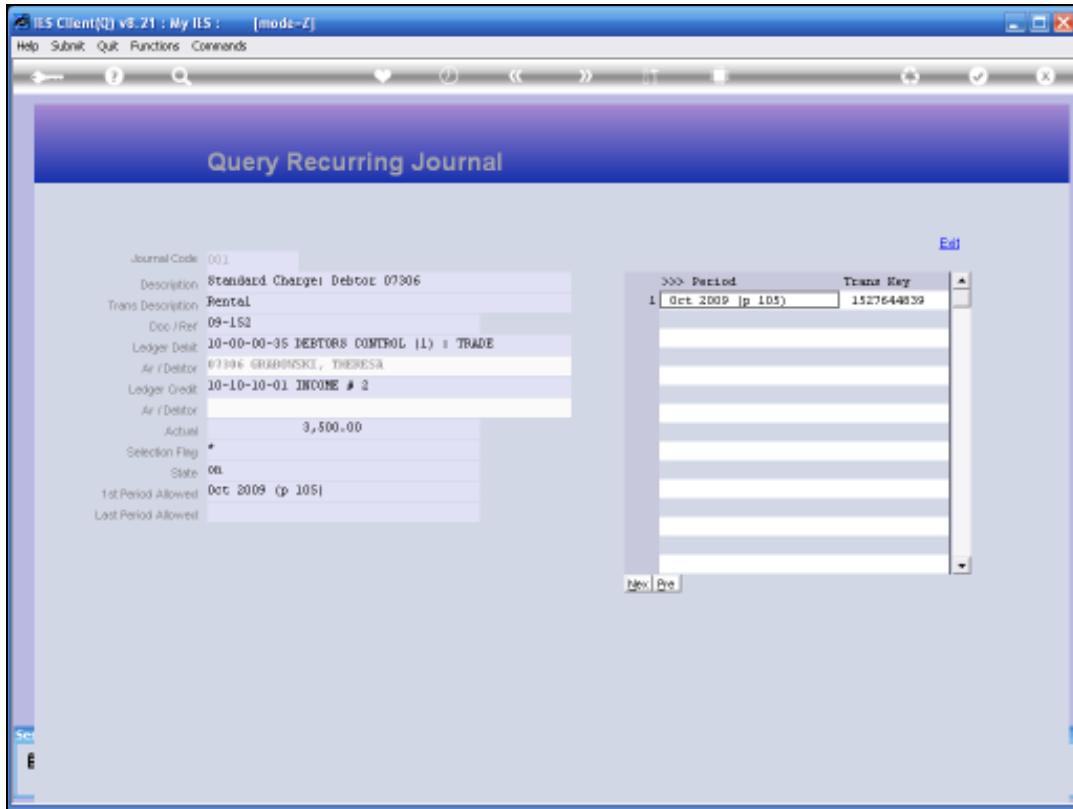 IES Client(Q) v8.21 : My IES : [mode-Z]
Help Submit Quit Functions Commands
Query Recurring Journal
Exit
Journal Code 001
Description Standard Charge: Debtor 07306
Trans Description Rental
Doc / Ref 09-152
Ledger Debit 10-00-00-35 DEBTORS CONTROL (1) : TRADE
Ar / Debtor 07306 GRABOWSKI, THERESA
Ledger Credit 10-10-10-01 INCOME # 2
Ar / Debtor
Actual 3,500.00
Selection Flag *
State on
1st Period Allowed Oct 2009 (p 105)
Last Period Allowed
>>> Period Trans Key
1 Oct 2009 (p 105) 1527644839
Nex Pre